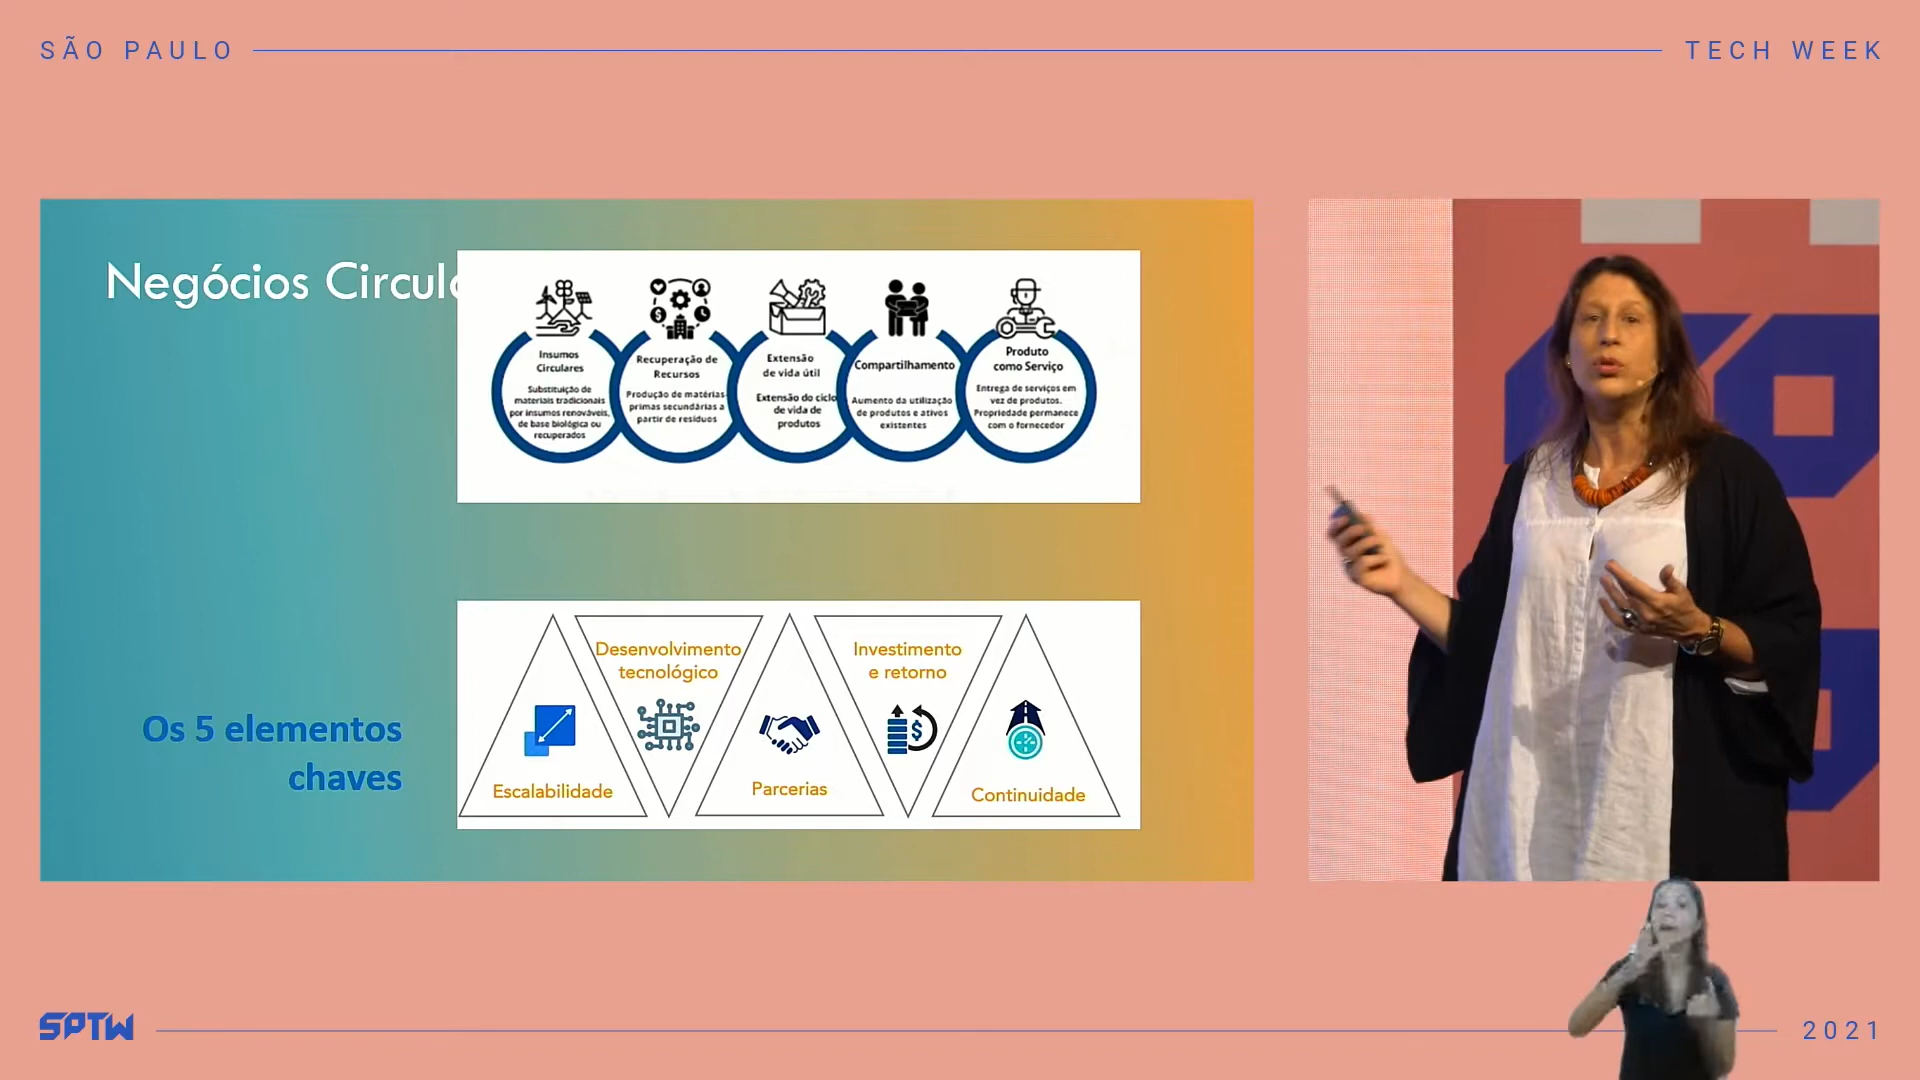 SÃO PAULO
TECH WEEK
Negócios Circul
Insumos
Circulares
Substituição de
materiais tradicionais
por insumos renováveis,
de base biológica ou
recuperados
Recuperação de
Recursos
Produção de matérias-
primas secundárias a
partir de resíduos
Extensão
de vida útil
Extensão do ciclo
de vida de
produtos
Compartilhamento
Aumento da utilização
de produtos e ativos
existentes
Produto
como Serviço
Entrega de serviços em
vez de produtos.
Propriedade permanece
com o fornecedor
Os 5 elementos
chaves
Escalabilidade
Desenvolvimento
tecnológico
Parcerias
Investimento
e retorno
Continuidade
SPTW
2021